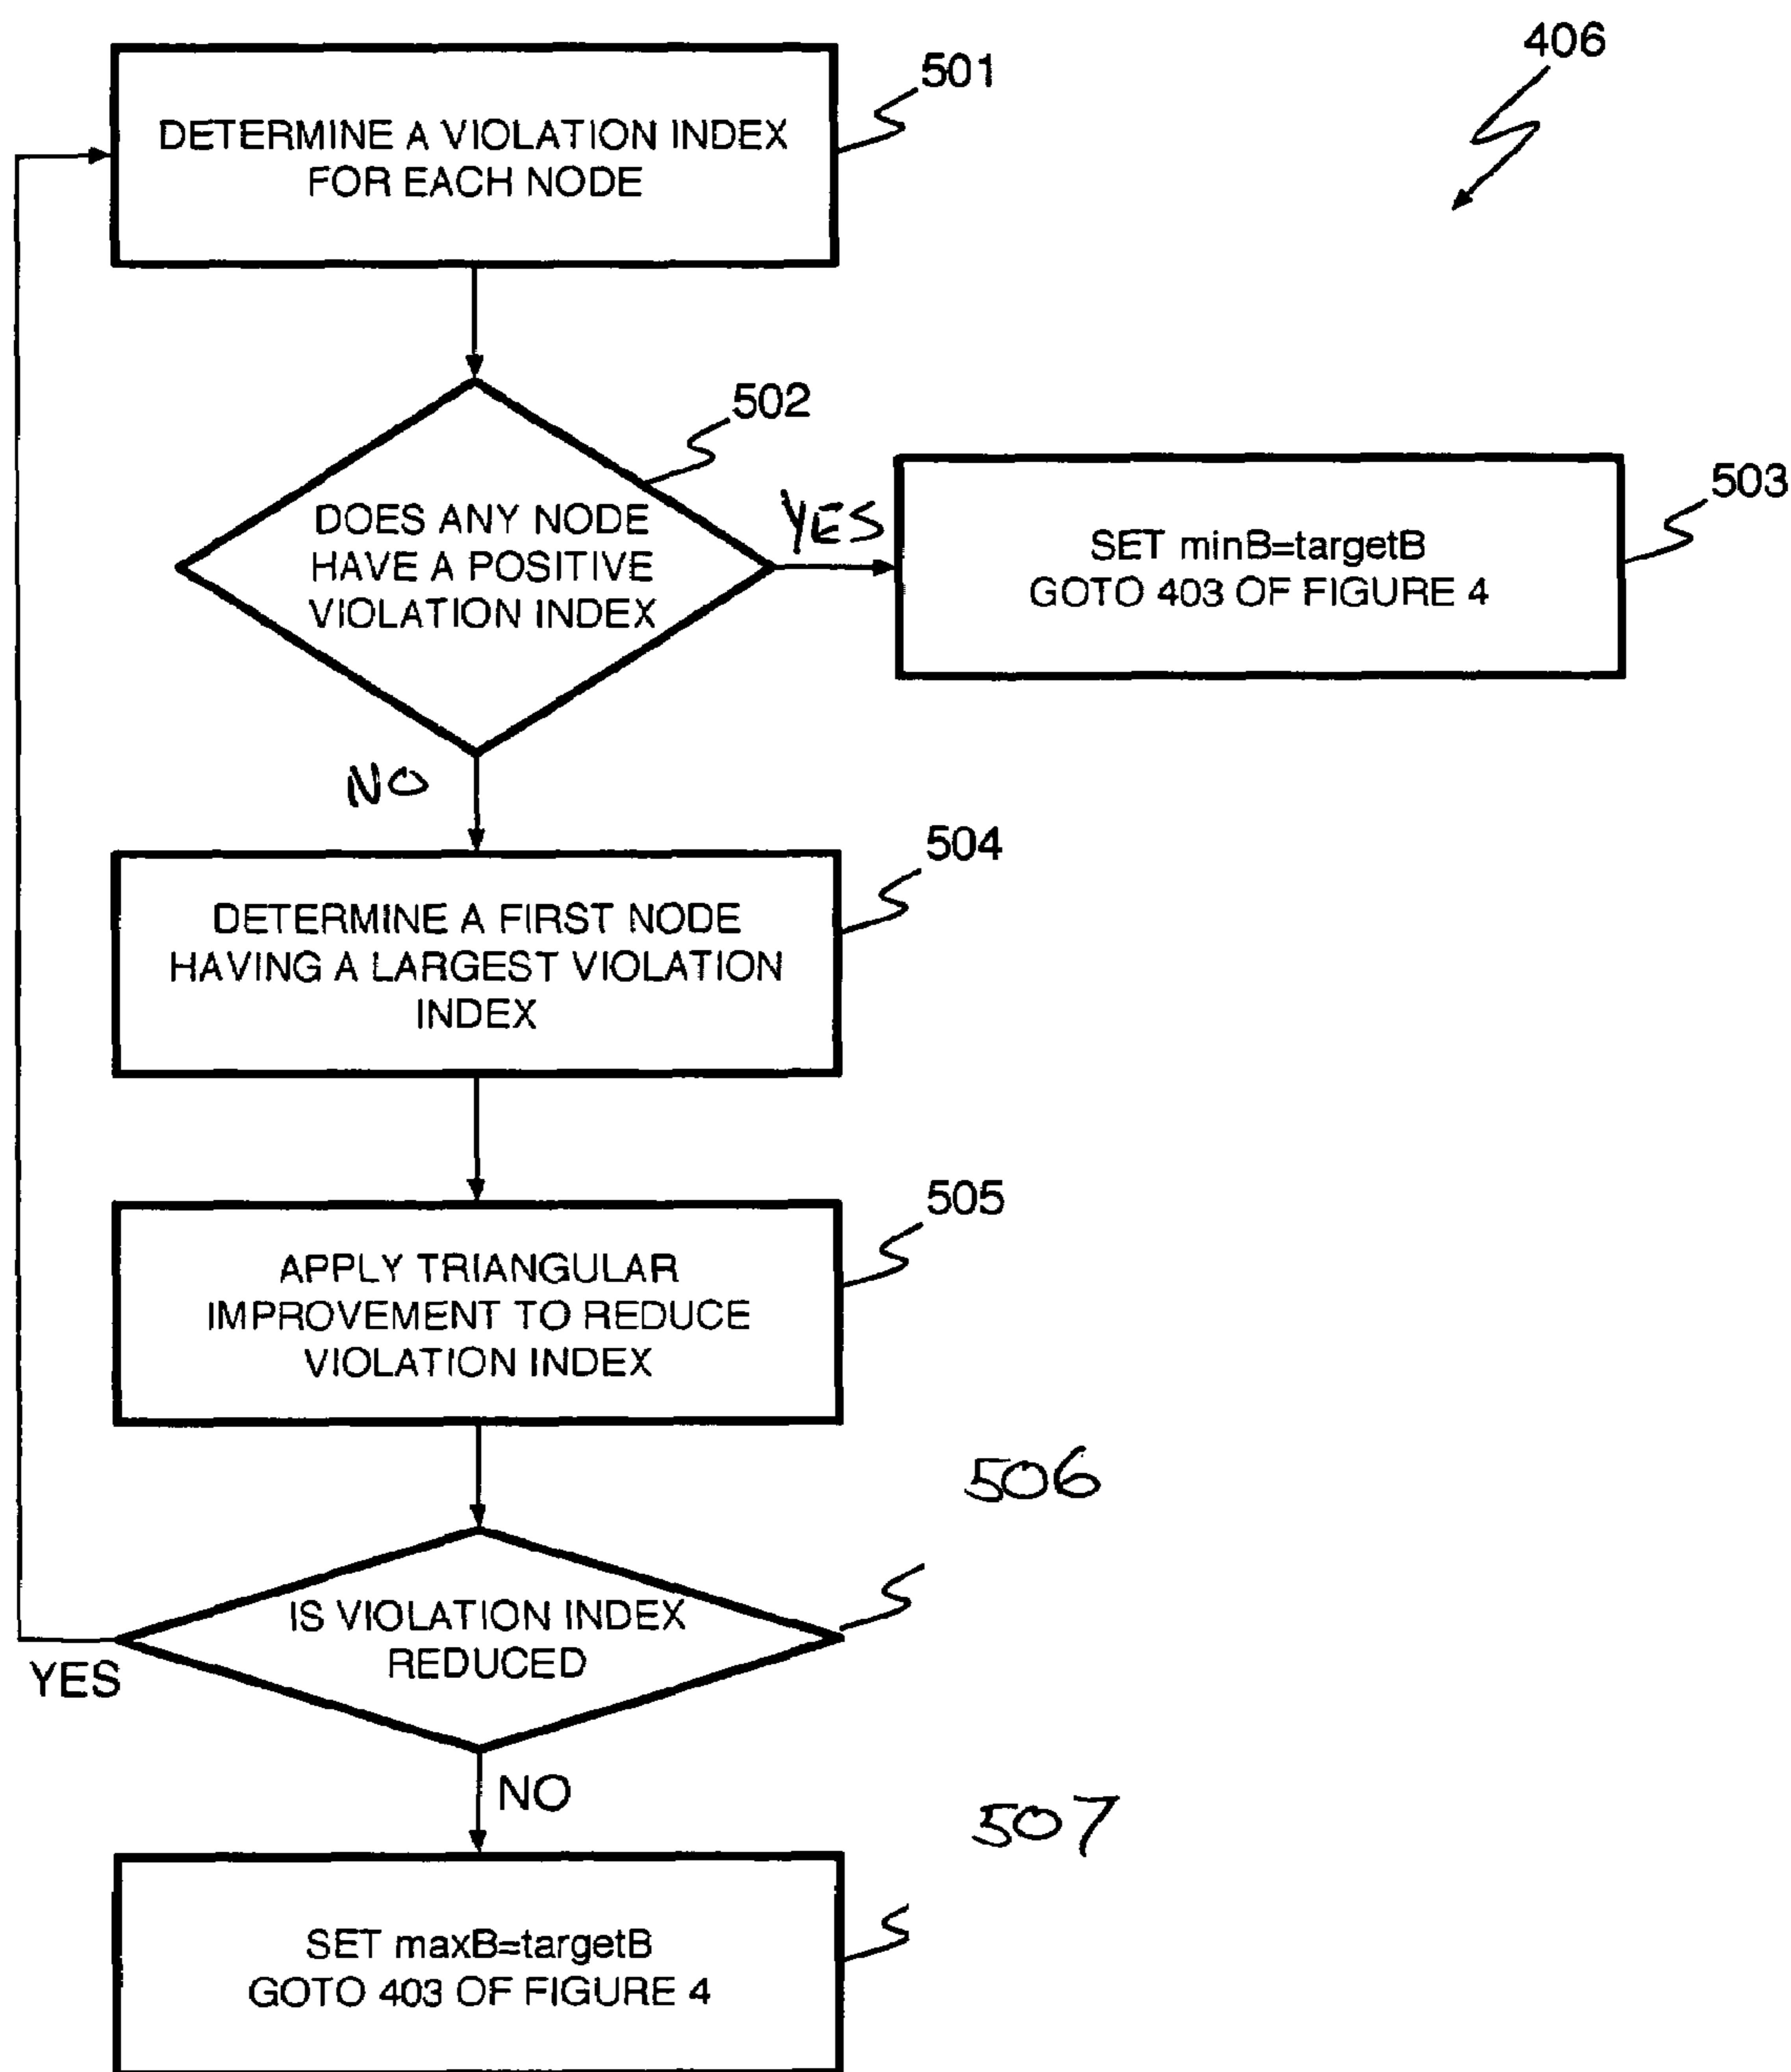 406
501
DETERMINE A VIOLATION INDEX
FOR EACH NODE
502
DOES ANY NODE
HAVE A POSITIVE
VIOLATION INDEX
YES
503
SET minB=targetB
GOTO 403 OF FIGURE 4
NO
504
DETERMINE A FIRST NODE
HAVING A LARGEST VIOLATION
INDEX
505
APPLY TRIANGULAR
IMPROVEMENT TO REDUCE
VIOLATION INDEX
506
IS VIOLATION INDEX
REDUCED
YES
NO
507
SET maxB=targetB
GOTO 403 OF FIGURE 4